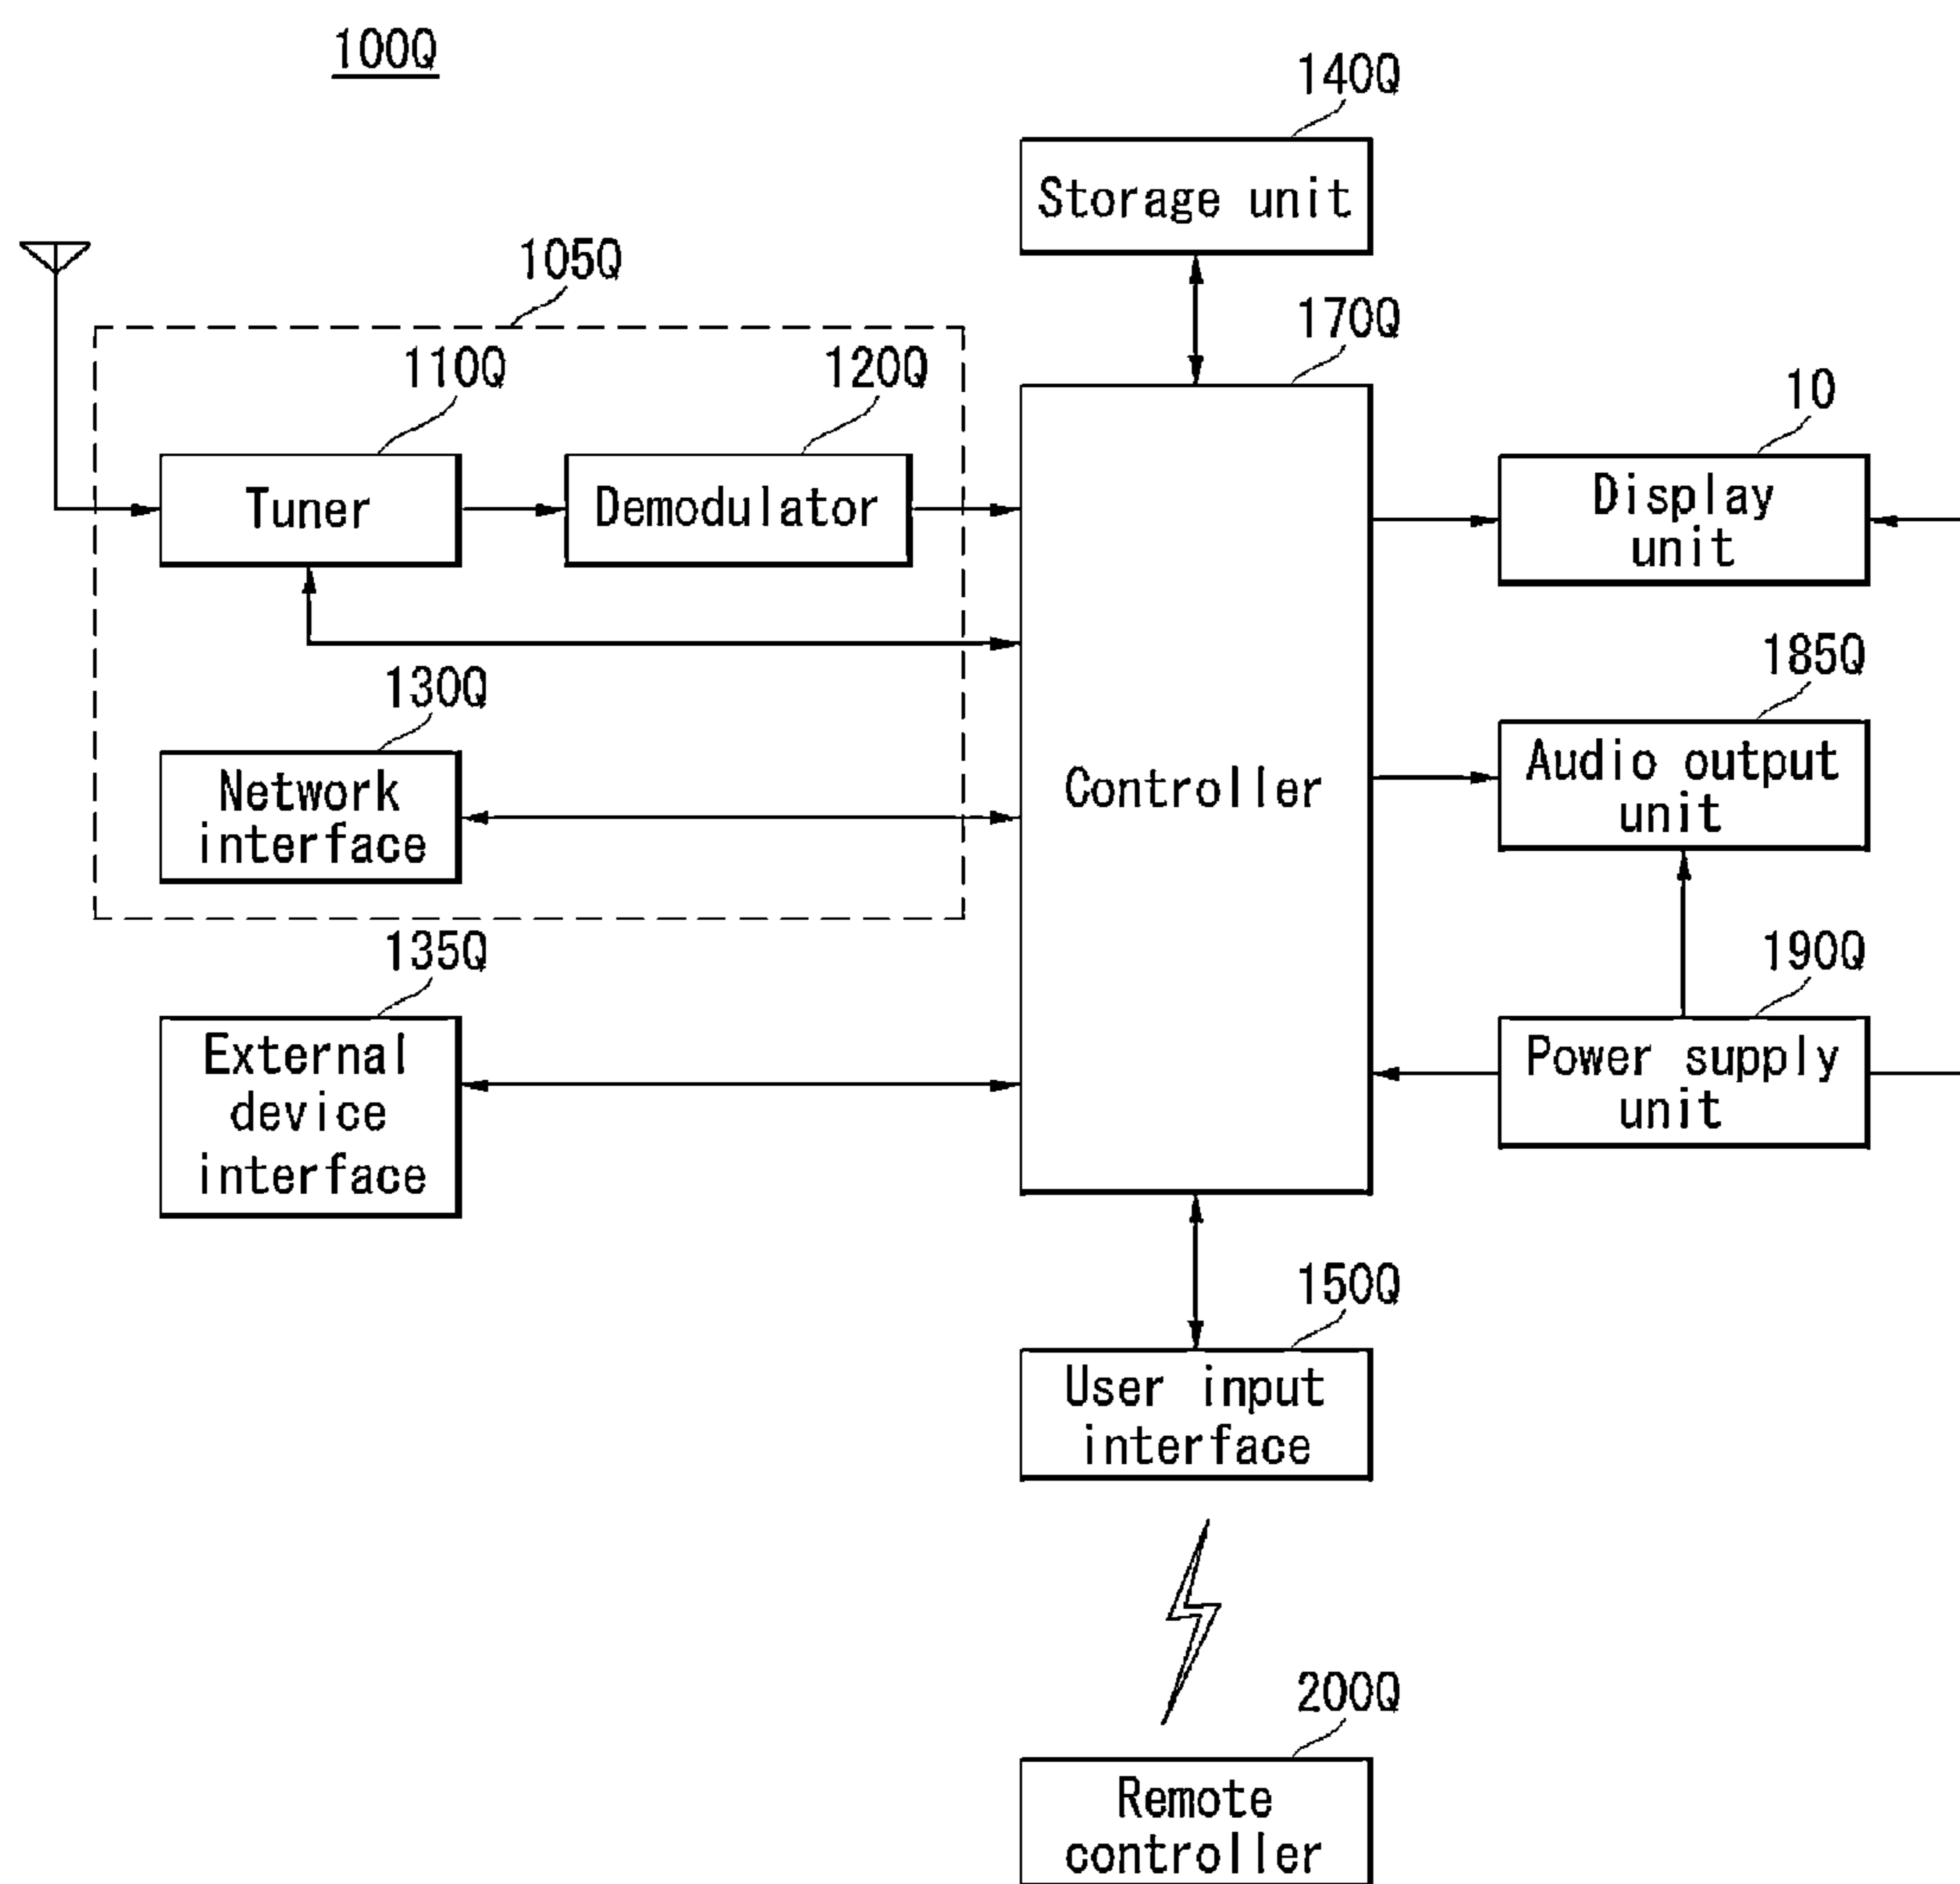 100Q
140Q
Storage unit
105Q
170Q
110Q
120Q
10
Tuner
Demodulator
Display
unit
130Q
185Q
Network
interface
Controller
Audio output
unit
135Q
190Q
External
device
interface
Power supply
unit
150Q
User input
interface
200Q
Remote
controller